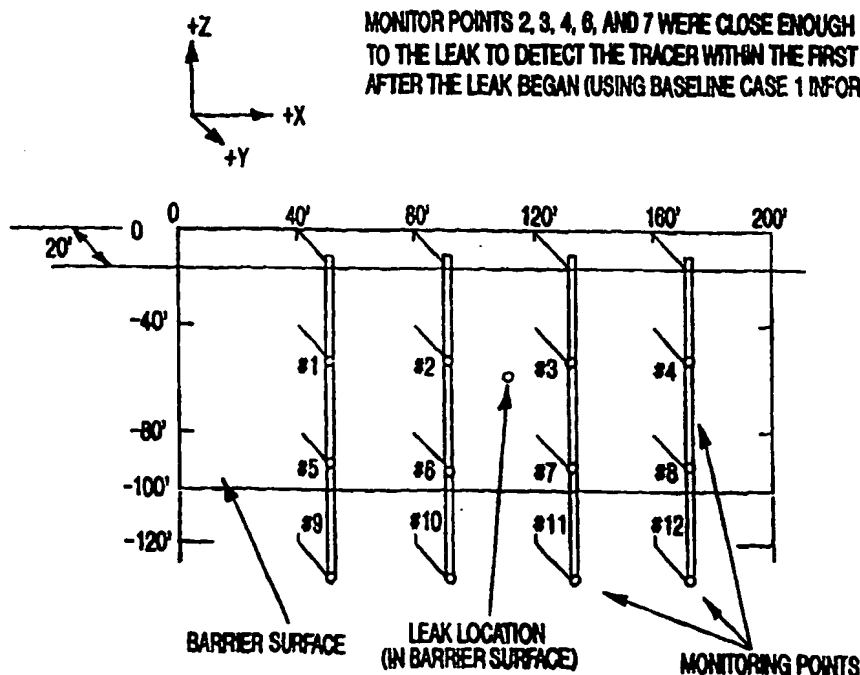 MONITOR POINTS 2, 3, 4, 6, AND 7 WERE CLOSE ENOUGH
TO THE LEAK TO DETECT THE TRACER WITHIN THE FIRST
AFTER THE LEAK BEGAN (USING BASELINE CASE 1 INFOR
+Z
+X
+Y
0 40' 80' 120' 160' 200'
0
20'
-40'
#1 #2 #3 #4
-80'
#5 #6 #7 #8
-100'
#9 #10 #11 #12
-120'
BARRIER SURFACE
LEAK LOCATION
(IN BARRIER SURFACE)
MONITORING POINTS